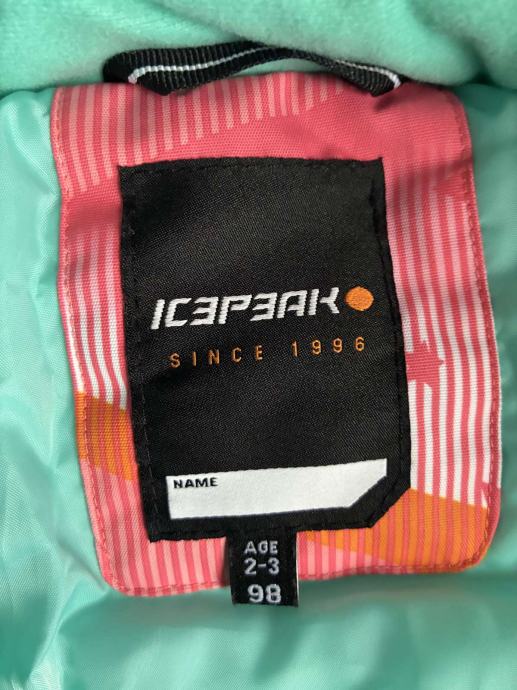 ICEPEAK
SINCE 1996
NAME
AGE
2-3
98